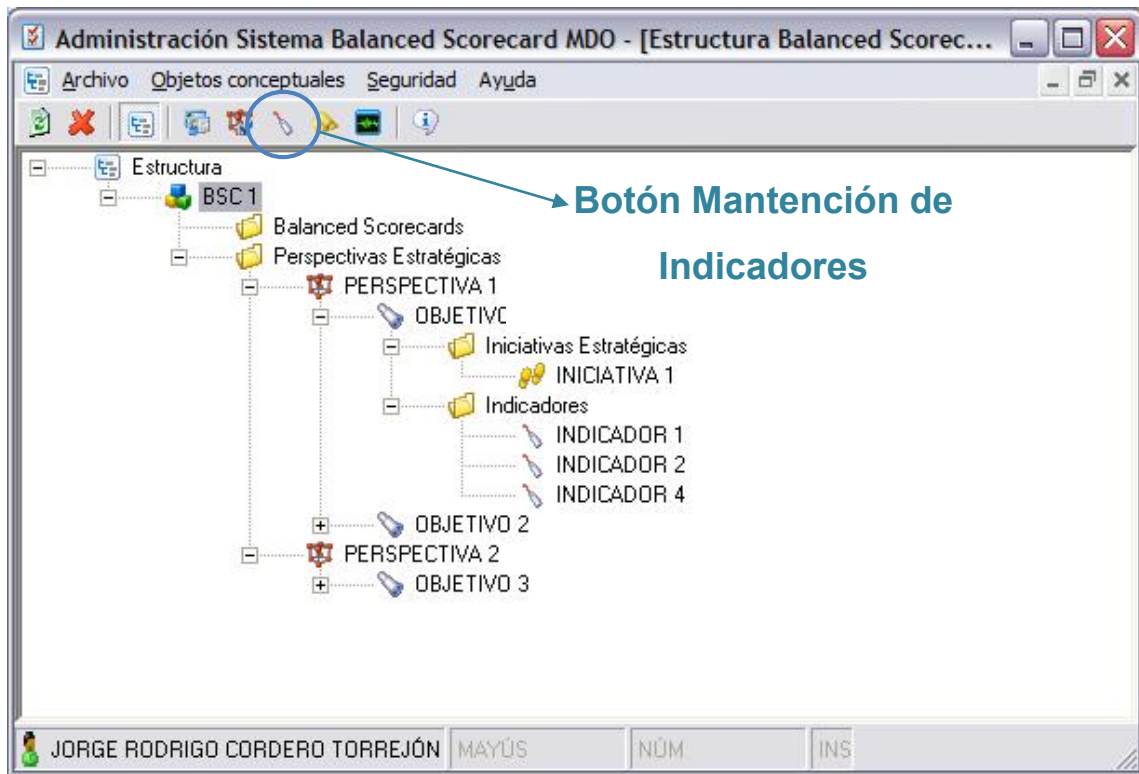 Administración Sistema Balanced Scorecard MDO - [Estructura Balanced Scorec...
Archivo Objetos conceptuales Seguridad Ayuda
Estructura
BSC 1
Botón Mantención de
Indicadores
Balanced Scorecards
Perspectivas Estratégicas
PERSPECTIVA 1
OBJETIVO
Iniciativas Estratégicas
INICIATIVA 1
Indicadores
INDICADOR 1
INDICADOR 2
INDICADOR 4
OBJETIVO 2
PERSPECTIVA 2
OBJETIVO 3
JORGE RODRIGO CORDERO TORREJÓN MAYÚS NÚM INS